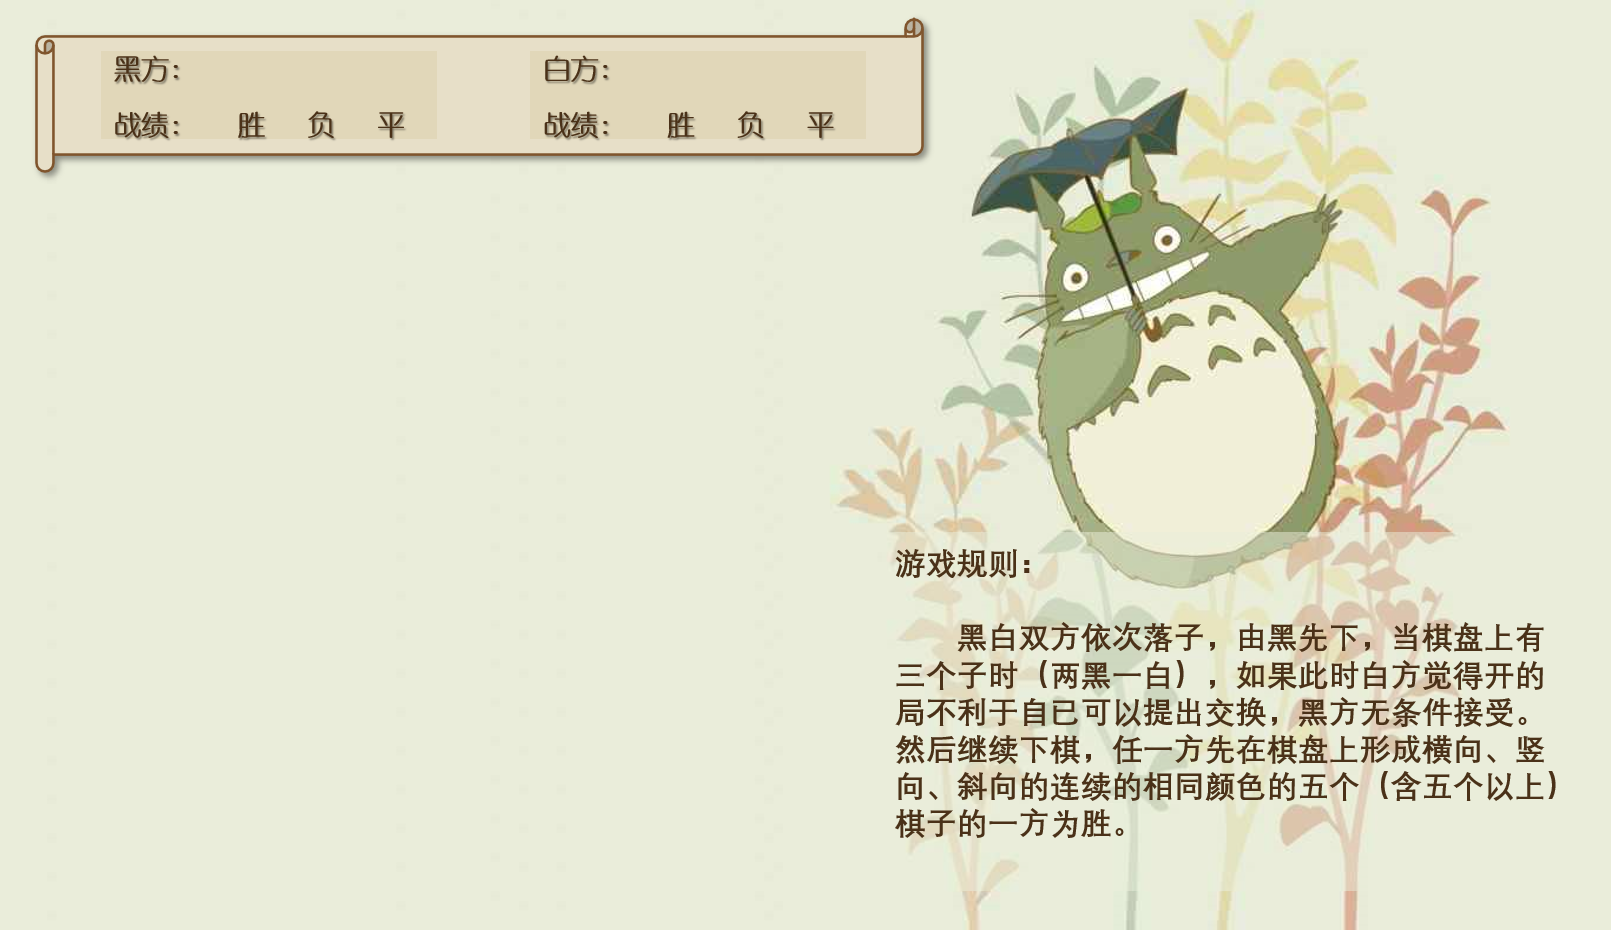 黑方： 白方：
战绩： 胜 负 平 战绩： 胜 负 平
游戏规则：
黑白双方依次落子，由黑先下，当棋盘上有
三个子时（两黑一白），如果此时白方觉得开的
局不利于自已可以提出交换，黑方无条件接受。
然后继续下棋，任一方先在棋盘上形成横向、竖
向、斜向的连续的相同颜色的五个（含五个以上）
棋子的一方为胜。